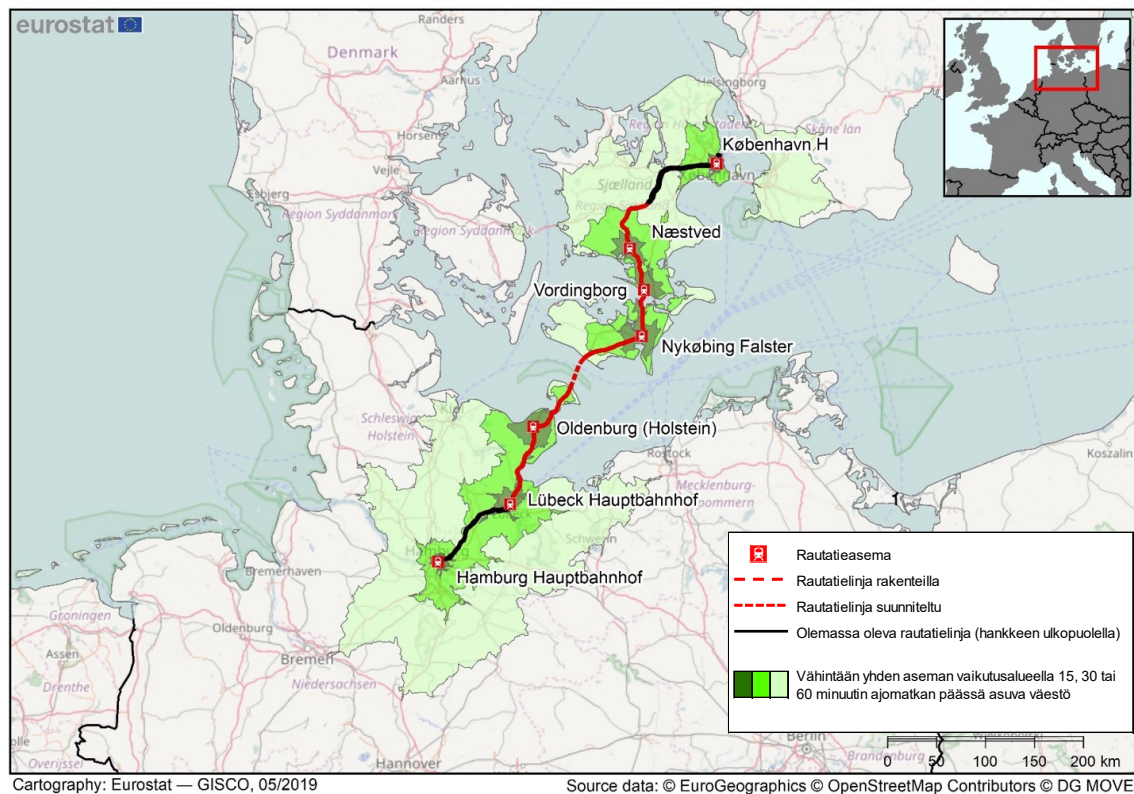 eurostat
Randers
Denmark
Aarhus
Helsingborg
Horsens
Skåne län
København H
Vejle
København
Esbjerg
Sjælland
Region Syddanmark
Region Syddanmark
Næstved
Vordingborg
Nykøbing Falster
Kiel
Schleswig-
Holstein
Oldenburg (Holstein)
Rostock
Koszalin
Mecklenburg-
Vorpommern
Lübeck Hauptbahnhof
Schwerin
Hamburg
Hamburg Hauptbahnhof
Bremerhaven
Groningen
Oldenburg
Assen
Bremen
Drenthe
Niedersachsen
Overijssel
Hannover
Berlin
Brandenburg
Rautatieasema
Rautatielinja rakenteilla
Rautatielinja suunniteltu
Olemassa oleva rautatielinja (hankkeen ulkopuolella)
Vähintään yhden aseman vaikutusalueella 15, 30 tai
60 minuutin ajomatkan päässä asuva väestö
0 50 100 150 200 km
Cartography: Eurostat — GISCO, 05/2019
Source data: © EuroGeographics © OpenStreetMap Contributors © DG MOVE